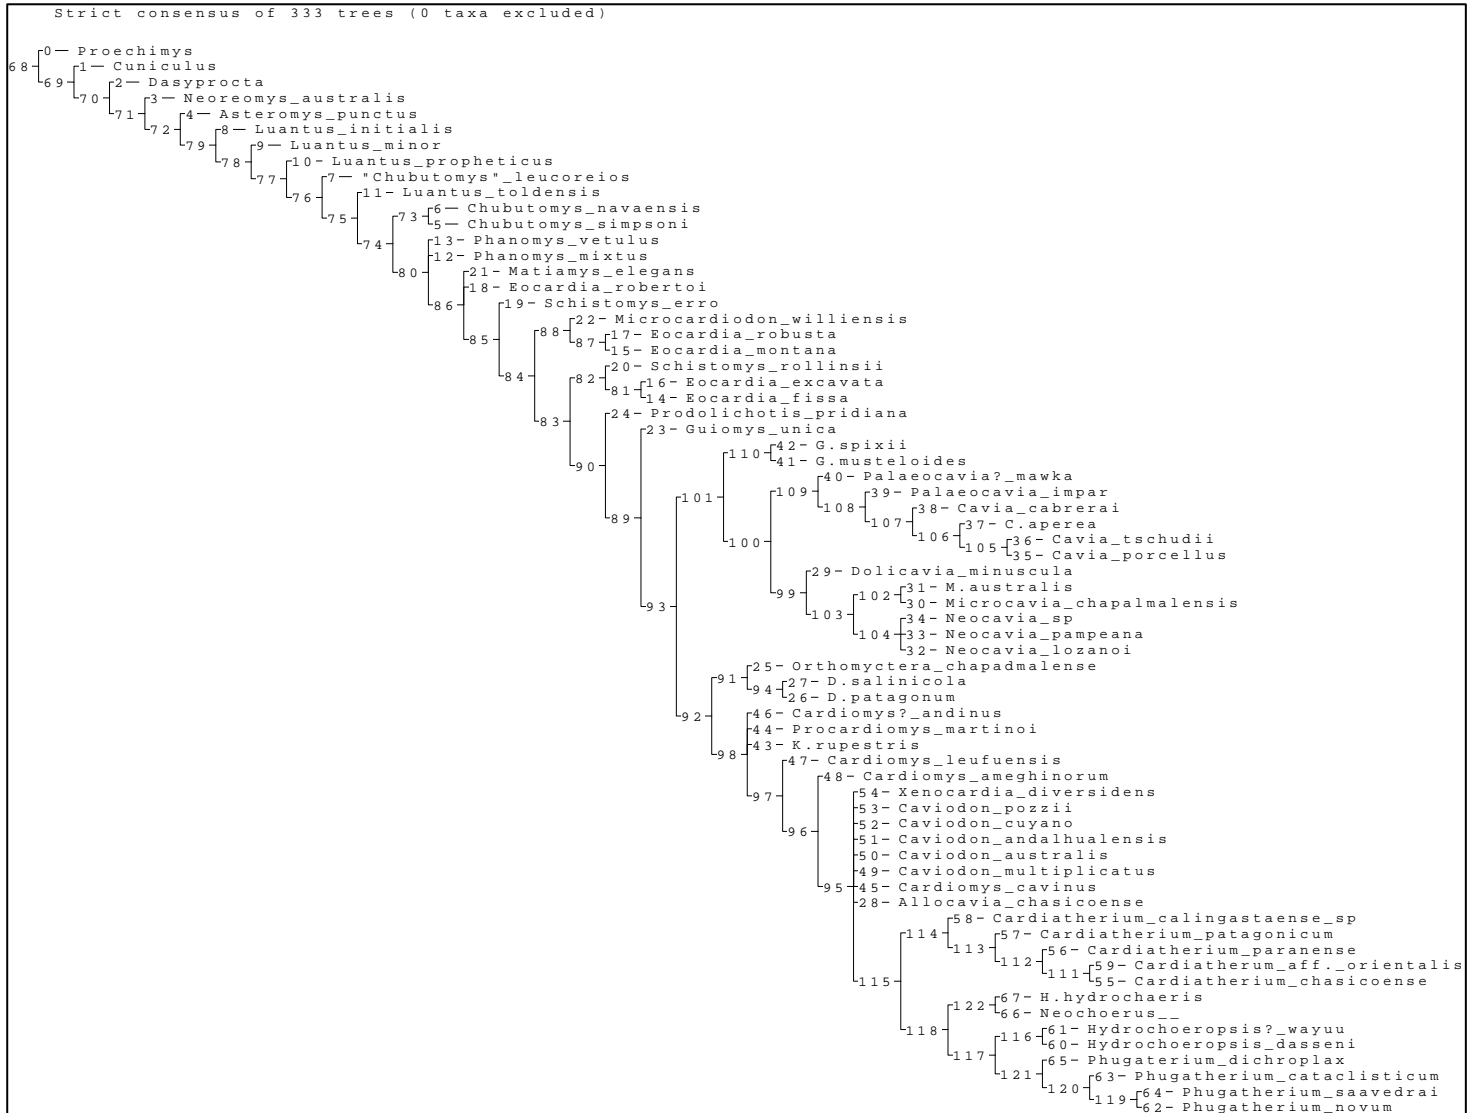 Strict consensus of 333 trees (0 taxa excluded)
0 Proechimys
68
1 Cuniculus
69
2 Dasyprocta
70
3 Neoreomys_australis
71
4 Asteromys_punctus
72
8 Luantus_initialis
79
9 Luantus_minor
78
10 Luantus_propheticus
77
7 "Chubutomys"_leucoreios
76
11 Luantus_toldensis
6 Chubutomys_navaensis
75 73
5 Chubutomys_simpsoni
13 Phanomys_vetulus
74
12 Phanomys_mixtus
80
21 Matiamys_elegans
18 Eocardia_robertoi
86
19 Schistomys_erro
22 Microcardiodon_williensis
88
17 Eocardia_robusta
85 87
15 Eocardia_montana
20 Schistomys_rollinsii
84 82
16 Eocardia_excavata
81
14 Eocardia_fissa
24 Prodolichotis_pridiana
83
23 Guiomys_unica
42 G.spixii
110
41 G.musteloides
90
40 Palaeocavia?_mawka
101 109
39 Palaeocavia_impar
108
38 Cavia_cabrerai
89 107
37 C.aperea
106
36 Cavia_tschudii
100 105
35 Cavia_porcellus
29 Dolicavia_minuscula
31 M.australis
99 102
30 Microcavia_chapalmalensis
93 103
34 Neocavia_sp
33 Neocavia_pampeana
104
32 Neocavia_lozanoi
25 Orthomyctera_chapadmalense
91
27 D.salinicola
94
26 D.patagonum
46 Cardiomys?_andinus
92
44 Procardiomys_martinoi
43 K.rupestris
98
47 Cardiomys_leufuensis
48 Cardiomys_ameghinorum
54 Xenocardia_diversidens
97
53 Caviodon_pozzii
52 Caviodon_cuyano
96
51 Caviodon_andalhualensis
50 Caviodon_australis
49 Caviodon_multiplicatus
95 45 Cardiomys_cavinus
28 Allocavia_chasicoense
58 Cardiatherium_calingastaense_sp
114
57 Cardiatherium_patagonicum
113
56 Cardiatherium_paranense
112
59 Cardiatherum_aff._orientalis
111
55 Cardiatherium_chasicoense
115
67 H.hydrochaeris
122
66 Neochoerus__
61 Hydrochoeropsis?_wayuu
118 116
60 Hydrochoeropsis_dasseni
117
65 Phugaterium_dichroplax
121
63 Phugatherium_cataclisticum
120
64 Phugatherium_saavedrai
119
62 Phugatherium_novum